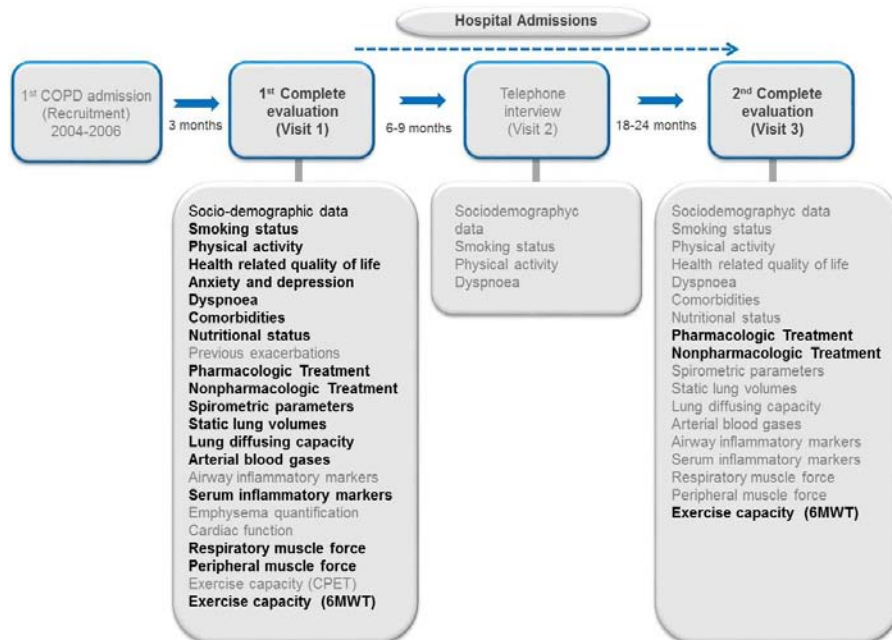 Hospital Admissions
1st COPD admission
(Recruitment)
2004-2006
3 months
1st Complete
evaluation
(Visit 1)
6-9 months
Telephone
interview
(Visit 2)
18-24 months
2nd Complete
evaluation
(Visit 3)
Socio-demographic data
Smoking status
Physical activity
Health related quality of life
Anxiety and depression
Dyspnoea
Comorbidities
Nutritional status
Previous exacerbations
Pharmacologic Treatment
Nonpharmacologic Treatment
Spirometric parameters
Static lung volumes
Lung diffusing capacity
Arterial blood gases
Airway inflammatory markers
Serum inflammatory markers
Emphysema quantification
Cardiac function
Respiratory muscle force
Peripheral muscle force
Exercise capacity (CPET)
Exercise capacity (6MWT)
Sociodemographyc
data
Smoking status
Physical activity
Dyspnoea
Sociodemographyc data
Smoking status
Physical activity
Health related quality of life
Dyspnoea
Comorbidities
Nutritional status
Pharmacologic Treatment
Nonpharmacologic Treatment
Spirometric parameters
Static lung volumes
Lung diffusing capacity
Arterial blood gases
Airway inflammatory markers
Serum inflammatory markers
Respiratory muscle force
Peripheral muscle force
Exercise capacity (6MWT)